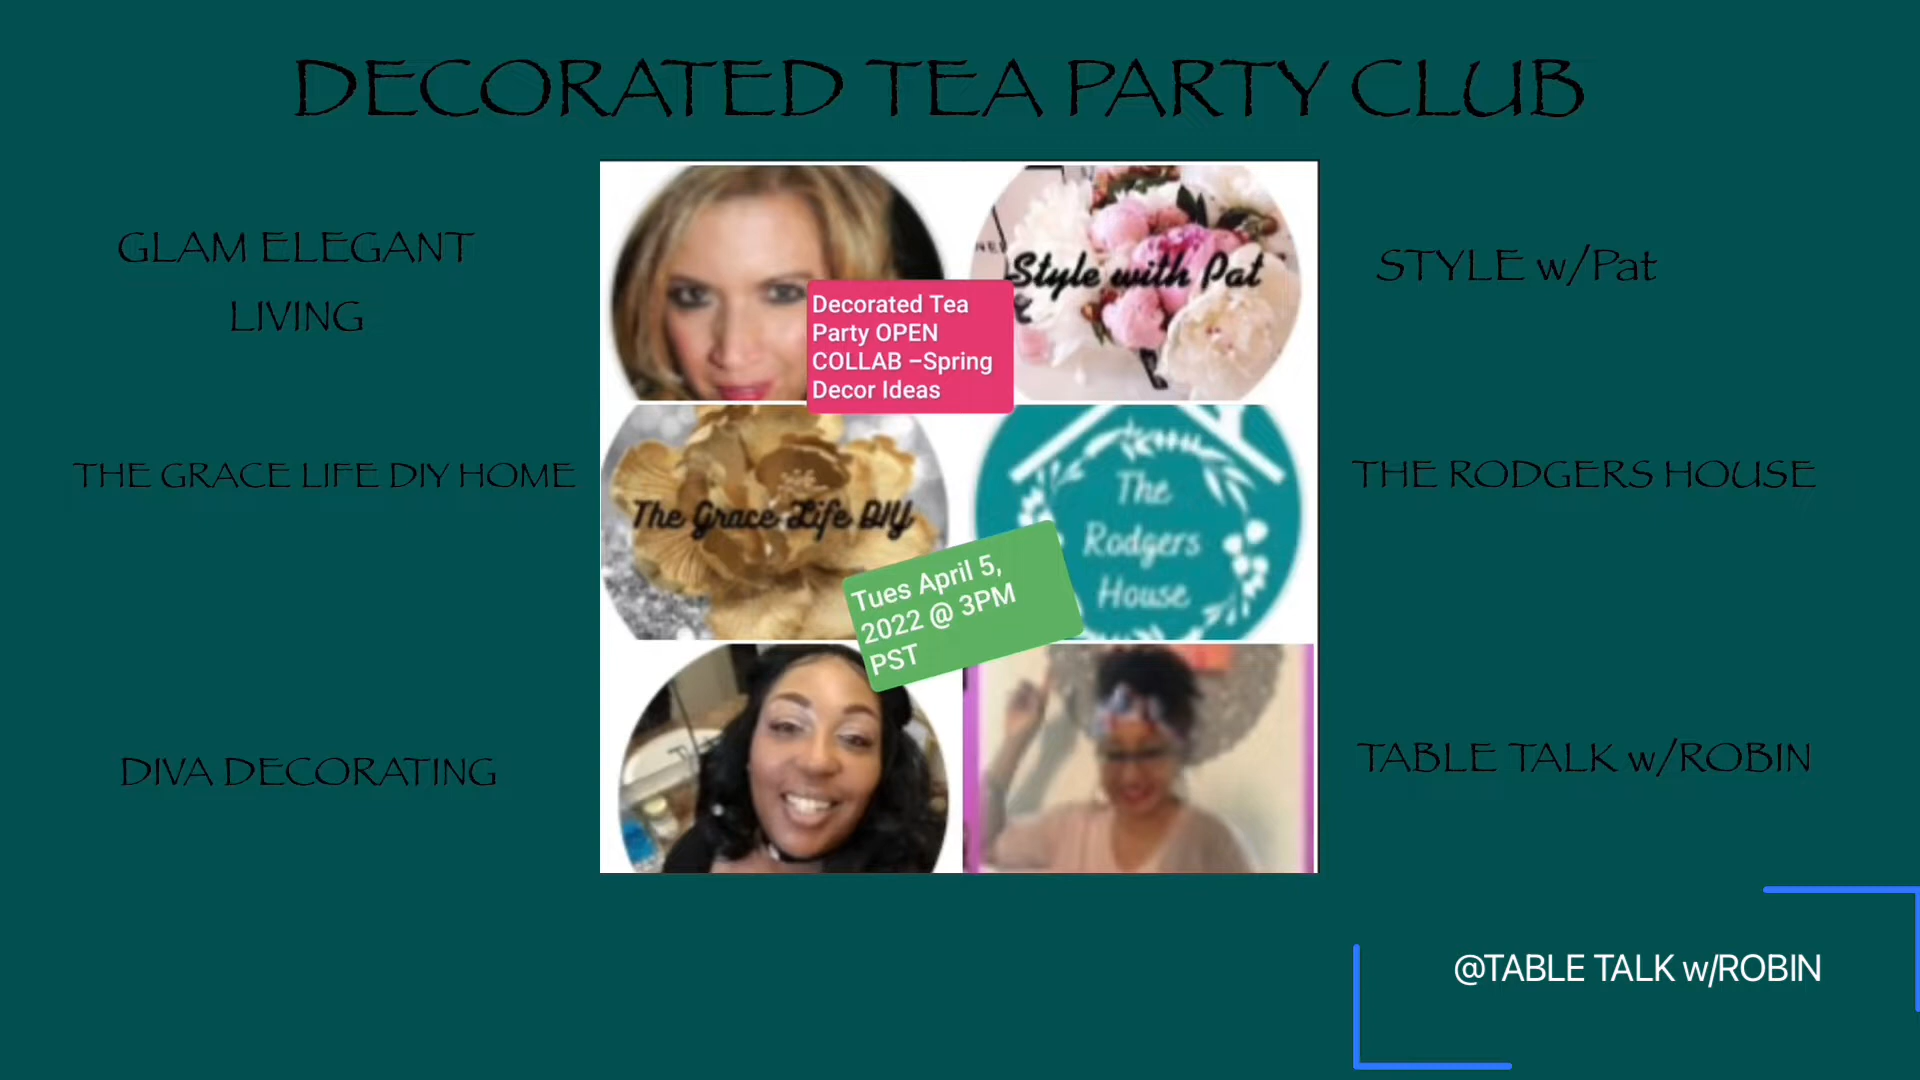 DECORATED TEA PARTY CLUB
GLAM ELEGANT
LIVING
STYLE w/Pat
Style with Pat
Decorated Tea
Party OPEN
COLLAB –Spring
Decor Ideas
THE GRACE LIFE DIY HOME
The Grace Life DIY
The
Rodgers
House
THE RODGERS HOUSE
Tues April 5,
2022 @ 3PM
PST
DIVA DECORATING
TABLE TALK w/ROBIN
@TABLE TALK w/ROBIN